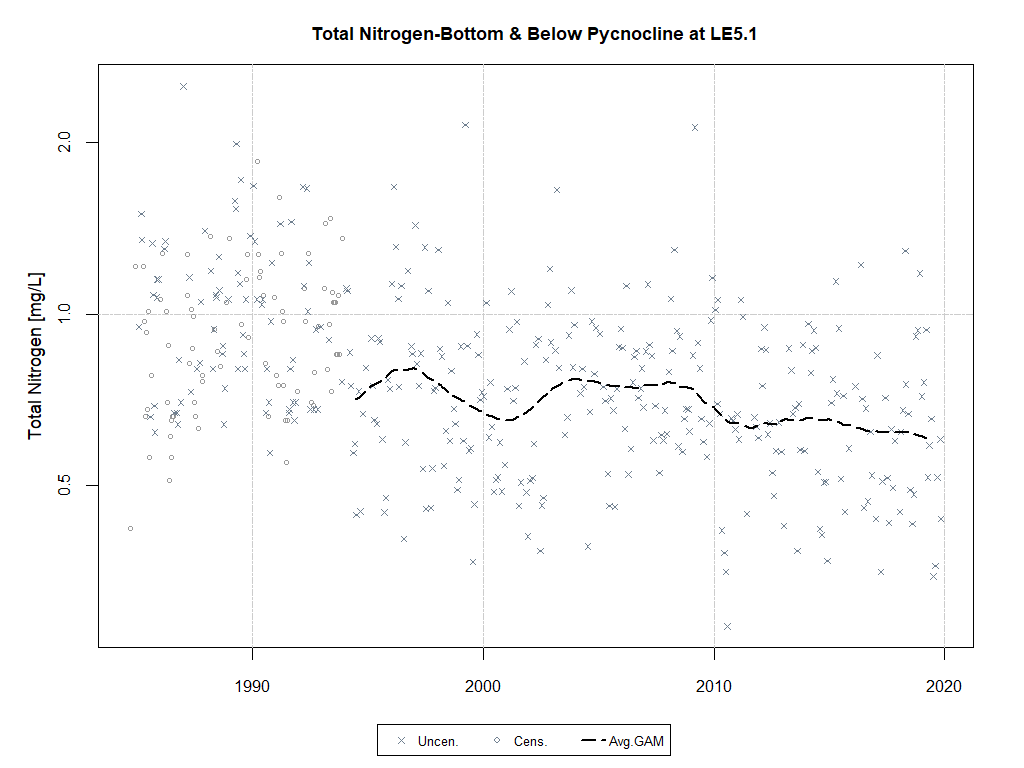 Total Nitrogen-Bottom & Below Pycnocline at LE5.1
Total Nitrogen [mg/L]
2.0
1.0
0.5
1990 2000 2010 2020
Uncen. Cens. Avg.GAM